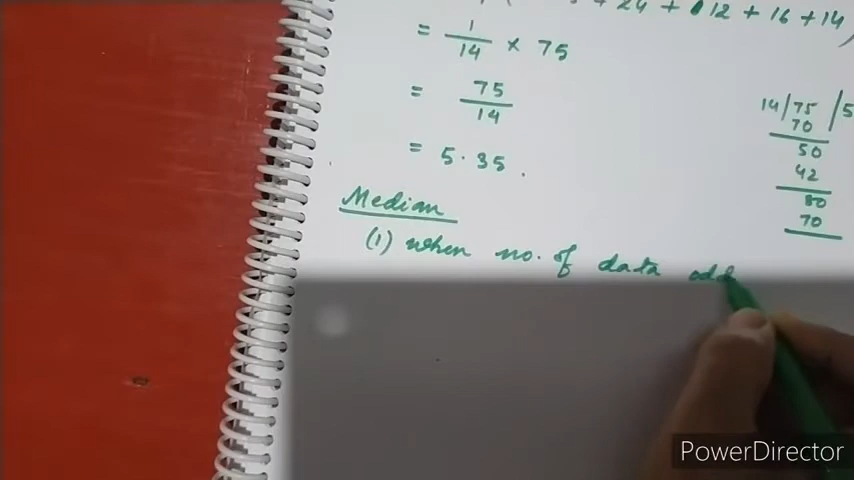 + 24 + 12 + 16 + 14)
= 1/14 × 75
= 75/14
= 5.35.
14/75/5
70
50
42
80
70
Median
(1) when no. of data odd
PowerDirector